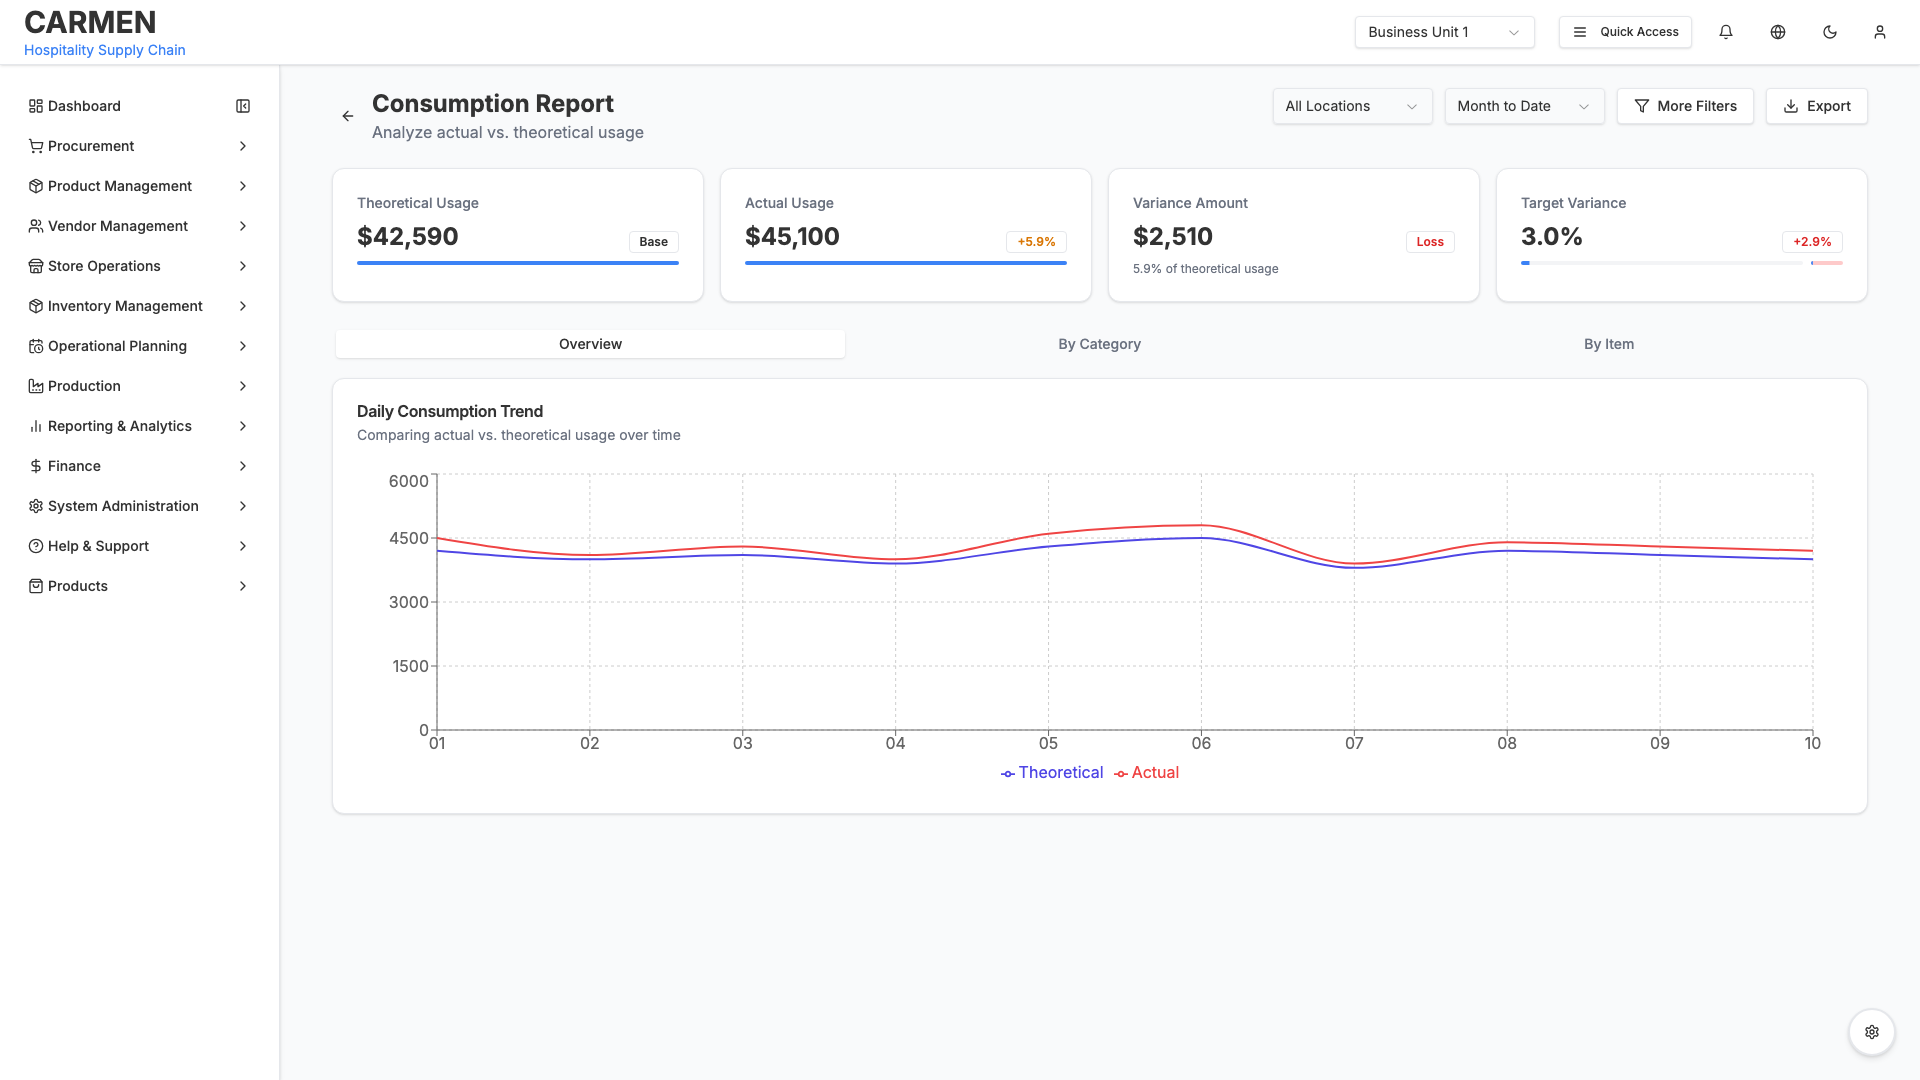 CARMEN
Hospitality Supply Chain
Business Unit 1
Quick Access
Dashboard
Procurement
Product Management
Vendor Management
Store Operations
Inventory Management
Operational Planning
Production
Reporting & Analytics
Finance
System Administration
Help & Support
Products
Consumption Report
Analyze actual vs. theoretical usage
All Locations
Month to Date
More Filters
Export
Theoretical Usage
$42,590
Base
Actual Usage
$45,100
+5.9%
Variance Amount
$2,510
Loss
5.9% of theoretical usage
Target Variance
3.0%
+2.9%
Overview
By Category
By Item
Daily Consumption Trend
Comparing actual vs. theoretical usage over time
6000
4500
3000
1500
0
01 02 03 04 05 06 07 08 09 10
Theoretical Actual